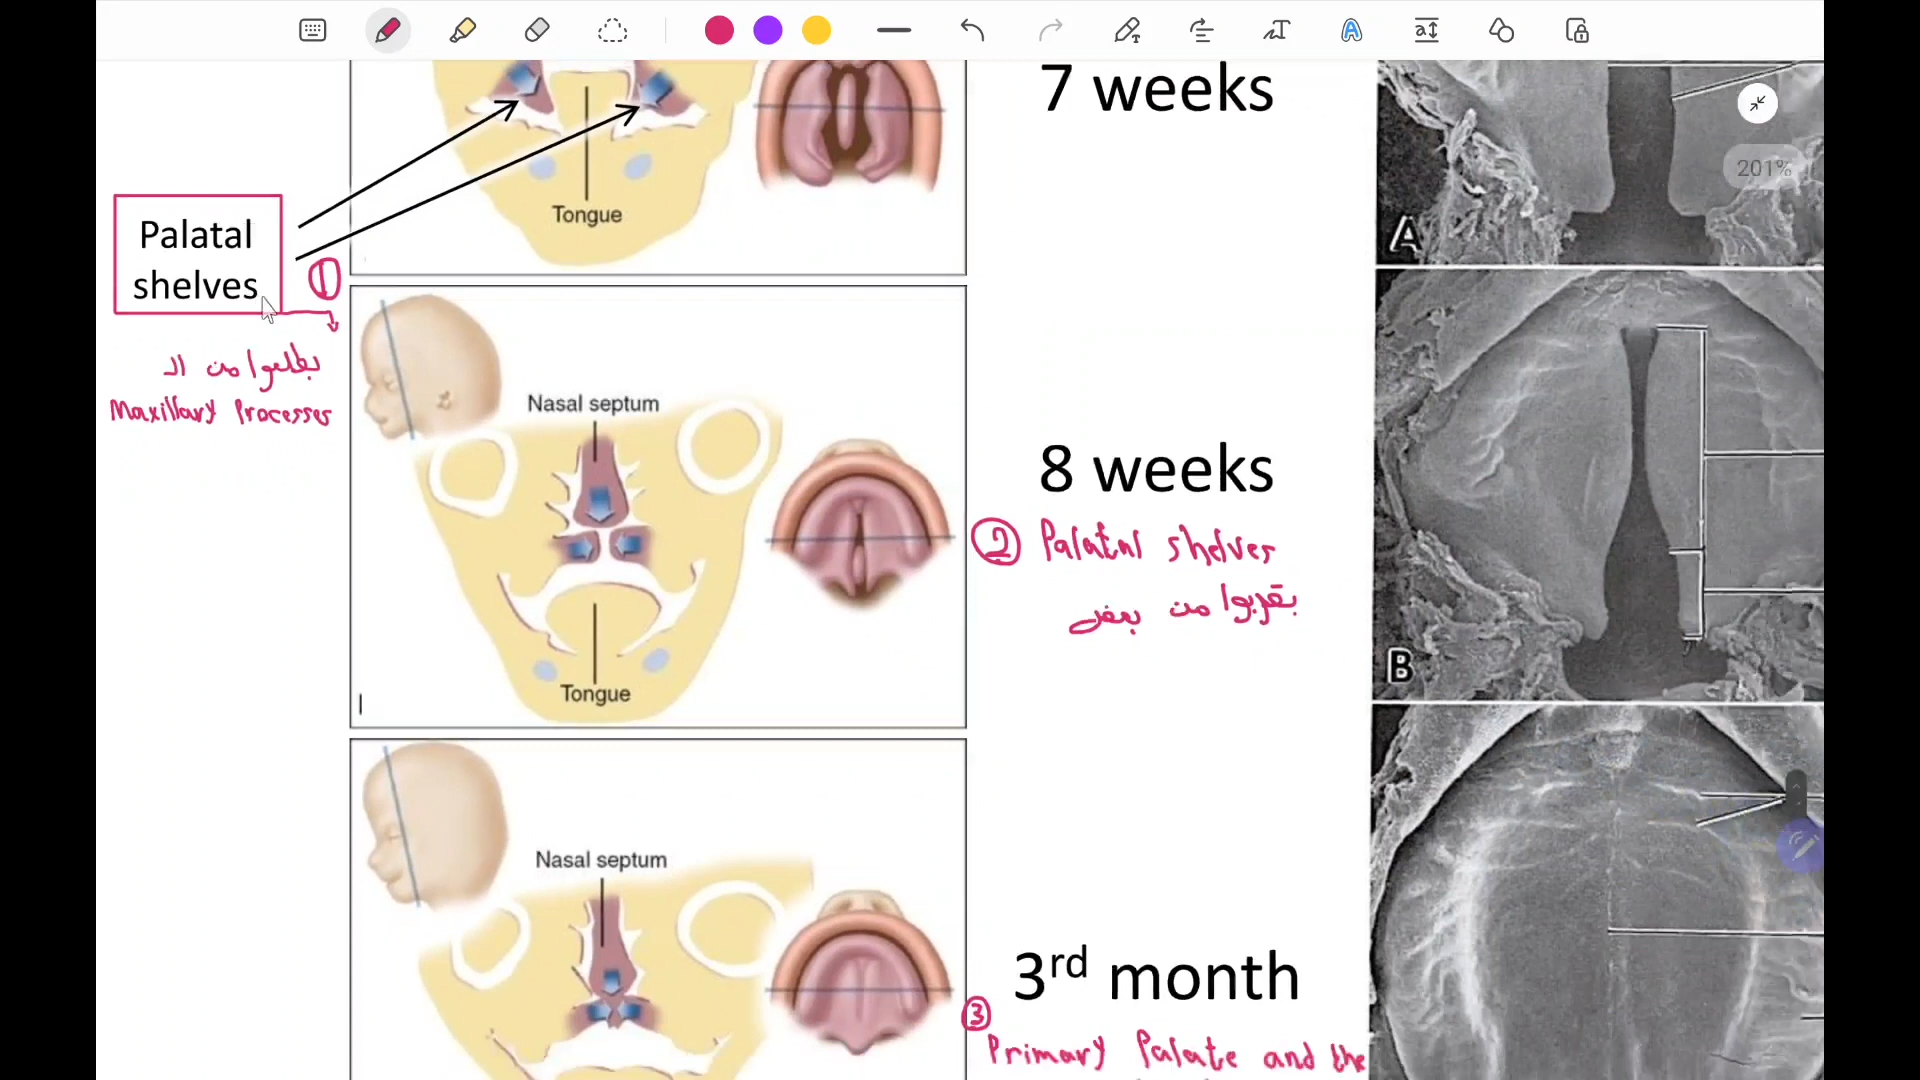 7 weeks
201%
A
Tongue
Palatal
shelves
①
بطلعوا من الـ
Maxillary Processes
Nasal septum
8 weeks
② Palatal shelves
بقربوا من بعض
B
Tongue
Nasal septum
3rd month
③
Primary Palate and the